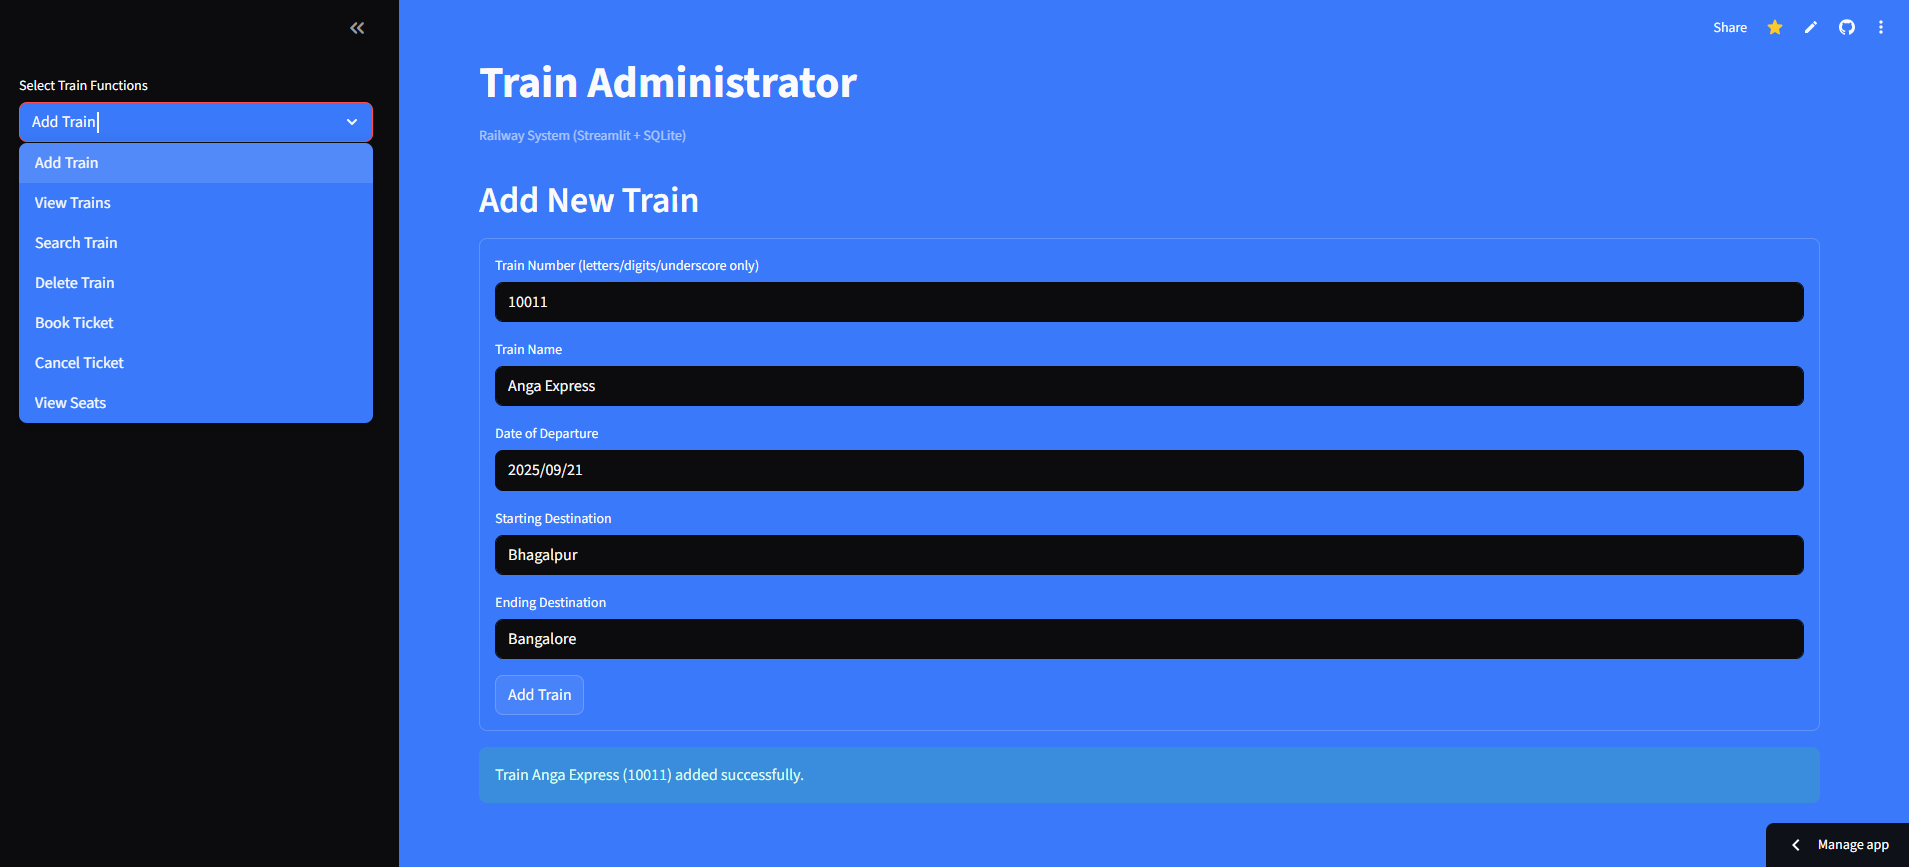 Select Train Functions
Add Train
Add Train
View Trains
Search Train
Delete Train
Book Ticket
Cancel Ticket
View Seats
Share
Train Administrator
Railway System (Streamlit + SQLite)
Add New Train
Train Number (letters/digits/underscore only)
10011
Train Name
Anga Express
Date of Departure
2025/09/21
Starting Destination
Bhagalpur
Ending Destination
Bangalore
Add Train
Train Anga Express (10011) added successfully.
Manage app